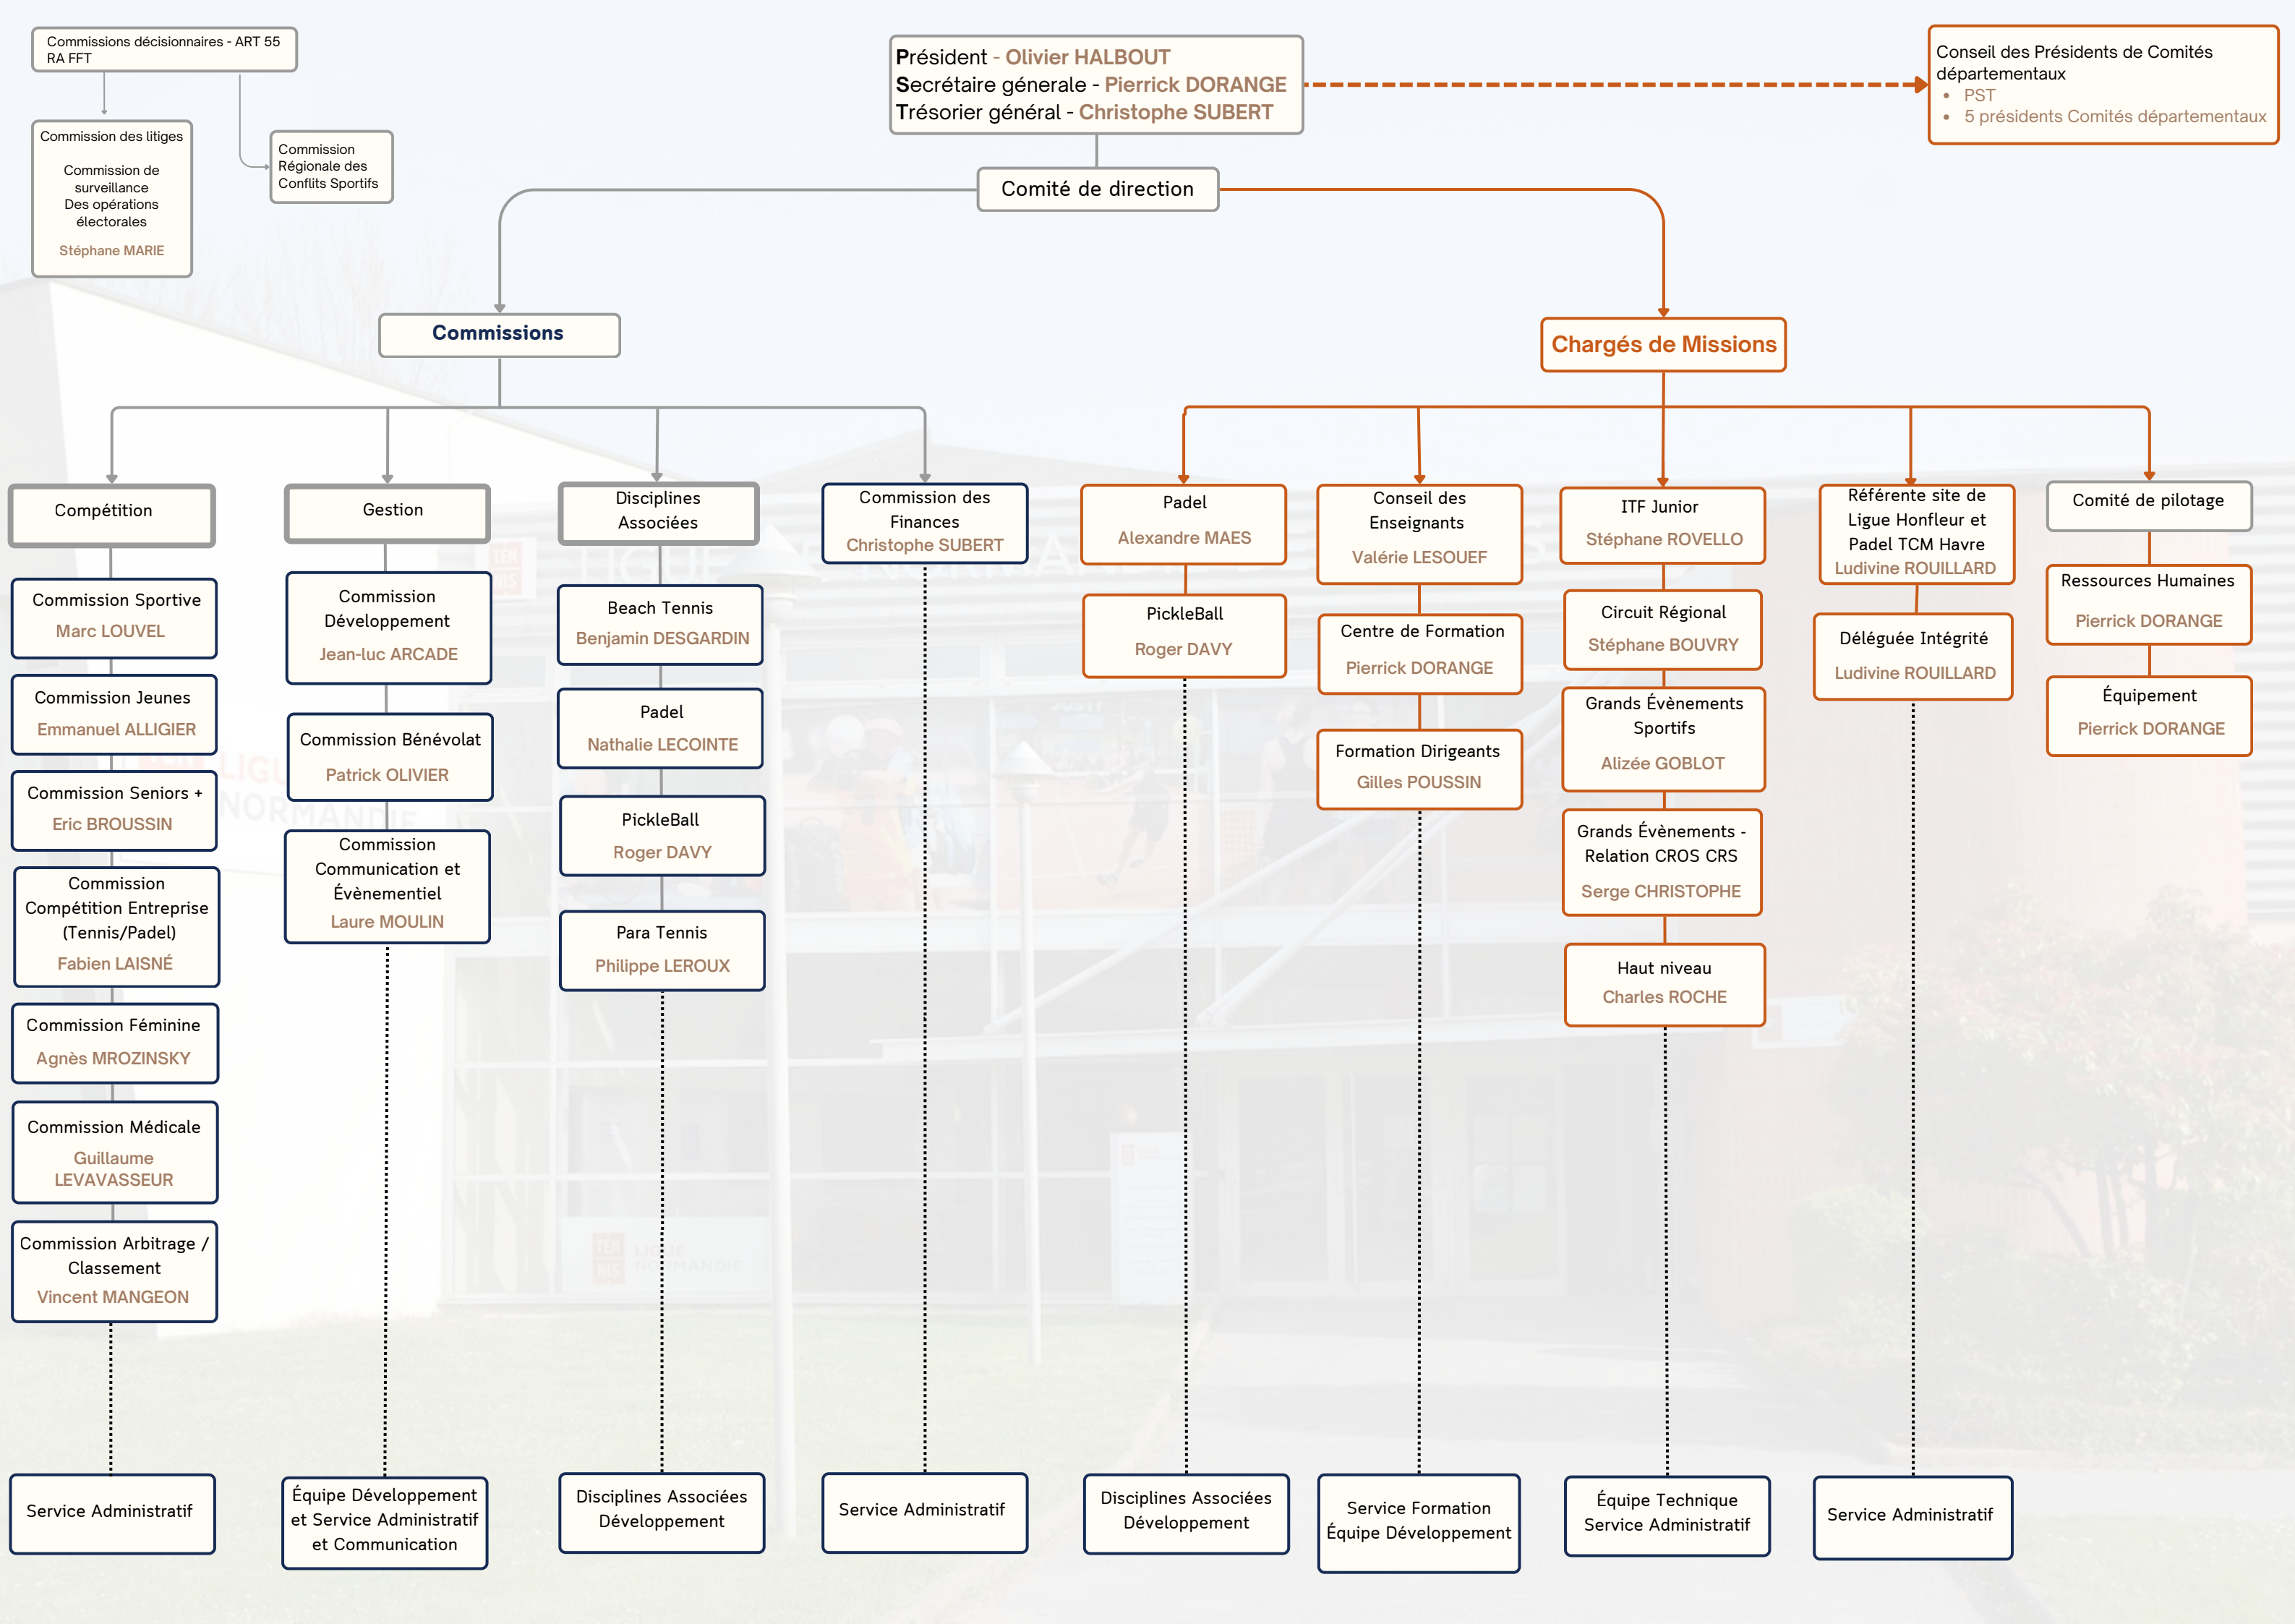 Commissions décisionnaires - ART 55
RA FFT
Commission des litiges
Commission de
surveillance
Des opérations
électorales
Stéphane MARIE
Commission
Régionale des
Conflits Sportifs
Président - Olivier HALBOUT
Secrétaire génerale - Pierrick DORANGE
Trésorier général - Christophe SUBERT
Conseil des Présidents de Comités
départementaux
• PST
• 5 présidents Comités départementaux
Comité de direction
Commissions
Chargés de Missions
Compétition
Commission Sportive
Marc LOUVEL
Commission Jeunes
Emmanuel ALLIGIER
Commission Seniors +
Eric BROUSSIN
Commission
Compétition Entreprise
(Tennis/Padel)
Fabien LAISNÉ
Commission Féminine
Agnès MROZINSKY
Commission Médicale
Guillaume
LEVAVASSEUR
Commission Arbitrage /
Classement
Vincent MANGEON
Service Administratif
Gestion
Commission
Développement
Jean-luc ARCADE
Commission Bénévolat
Patrick OLIVIER
Commission
Communication et
Évènementiel
Laure MOULIN
Équipe Développement
et Service Administratif
et Communication
Disciplines
Associées
Beach Tennis
Benjamin DESGARDIN
Padel
Nathalie LECOINTE
PickleBall
Roger DAVY
Para Tennis
Philippe LEROUX
Disciplines Associées
Développement
Commission des
Finances
Christophe SUBERT
Service Administratif
Padel
Alexandre MAES
PickleBall
Roger DAVY
Disciplines Associées
Développement
Conseil des
Enseignants
Valérie LESOUEF
Centre de Formation
Pierrick DORANGE
Formation Dirigeants
Gilles POUSSIN
Service Formation
Équipe Développement
ITF Junior
Stéphane ROVELLO
Circuit Régional
Stéphane BOUVRY
Grands Évènements
Sportifs
Alizée GOBLOT
Grands Évènements -
Relation CROS CRS
Serge CHRISTOPHE
Haut niveau
Charles ROCHE
Équipe Technique
Service Administratif
Référente site de
Ligue Honfleur et
Padel TCM Havre
Ludivine ROUILLARD
Déléguée Intégrité
Ludivine ROUILLARD
Service Administratif
Comité de pilotage
Ressources Humaines
Pierrick DORANGE
Équipement
Pierrick DORANGE
TEN
NIS
LIGUE
NORMANDIE